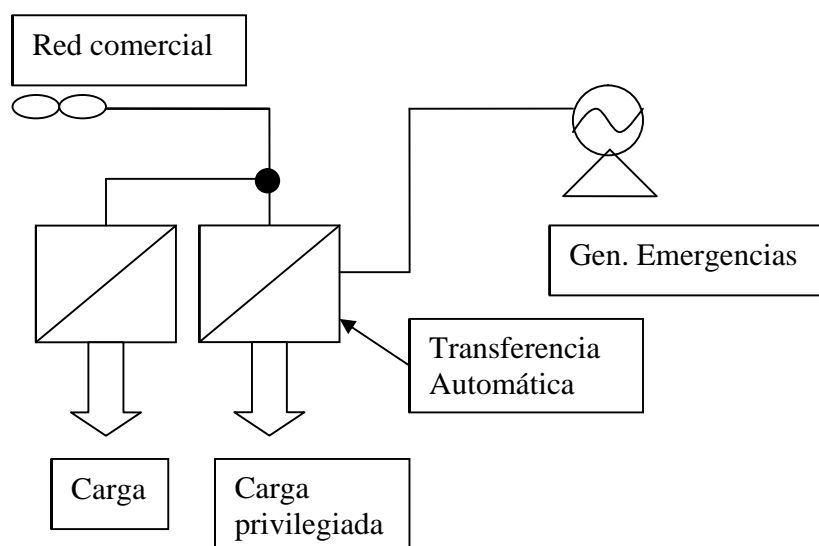 Red comercial
Gen. Emergencias
Transferencia
Automática
Carga
Carga
privilegiada